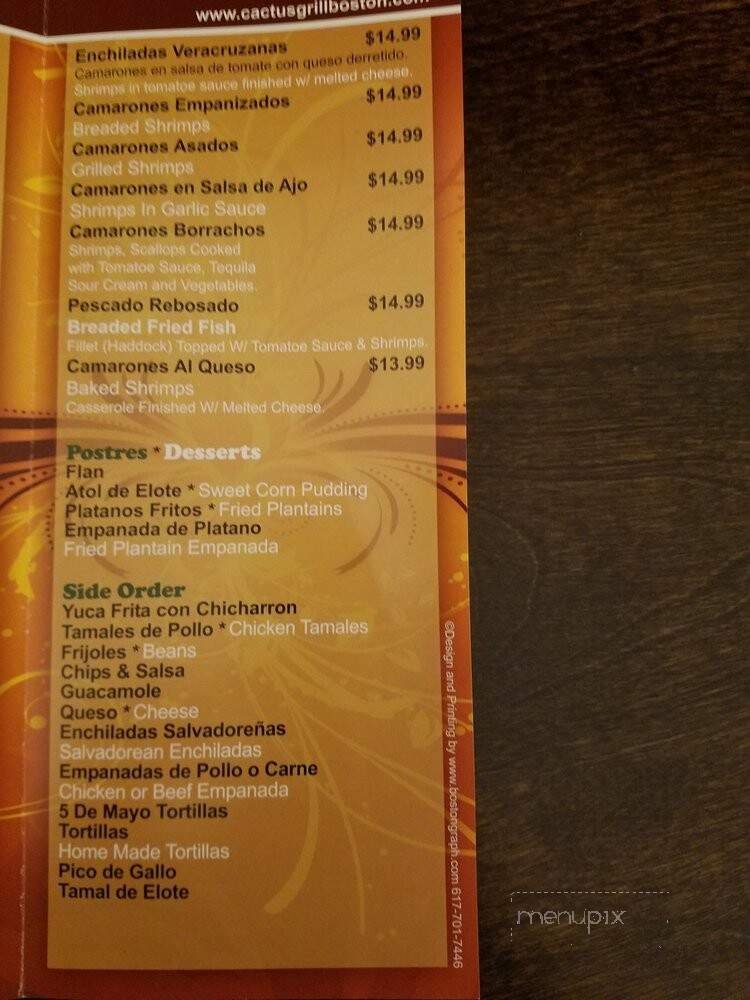 www.cactusgrillboston.com
Enchiladas Veracruzanas $14.99
Camarones en salsa de tomate con queso derretido.
Shrimps in tomatoe sauce finished w/ melted cheese.
Camarones Empanizados $14.99
Breaded Shrimps
Camarones Asados $14.99
Grilled Shrimps
Camarones en Salsa de Ajo $14.99
Shrimps In Garlic Sauce
Camarones Borrachos $14.99
Shrimps, Scallops Cooked
with Tomatoe Sauce, Tequila
Sour Cream and Vegetables.
Pescado Rebosado $14.99
Breaded Fried Fish
Fillet (Haddock) Topped W/ Tomatoe Sauce & Shrimps.
Camarones Al Queso $13.99
Baked Shrimps
Casserole Finished W/ Melted Cheese.
Postres * Desserts
Flan
Atol de Elote * Sweet Corn Pudding
Platanos Fritos * Fried Plantains
Empanada de Platano
Fried Plantain Empanada
Side Order
Yuca Frita con Chicharron
Tamales de Pollo * Chicken Tamales
Frijoles * Beans
Chips & Salsa
Guacamole
Queso * Cheese
Enchiladas Salvadoreñas
Salvadorean Enchiladas
Empanadas de Pollo o Carne
Chicken or Beef Empanada
5 De Mayo Tortillas
Tortillas
Home Made Tortillas
Pico de Gallo
Tamal de Elote
©Design and Printing by www.bostongraph.com 617-701-7446
menupix